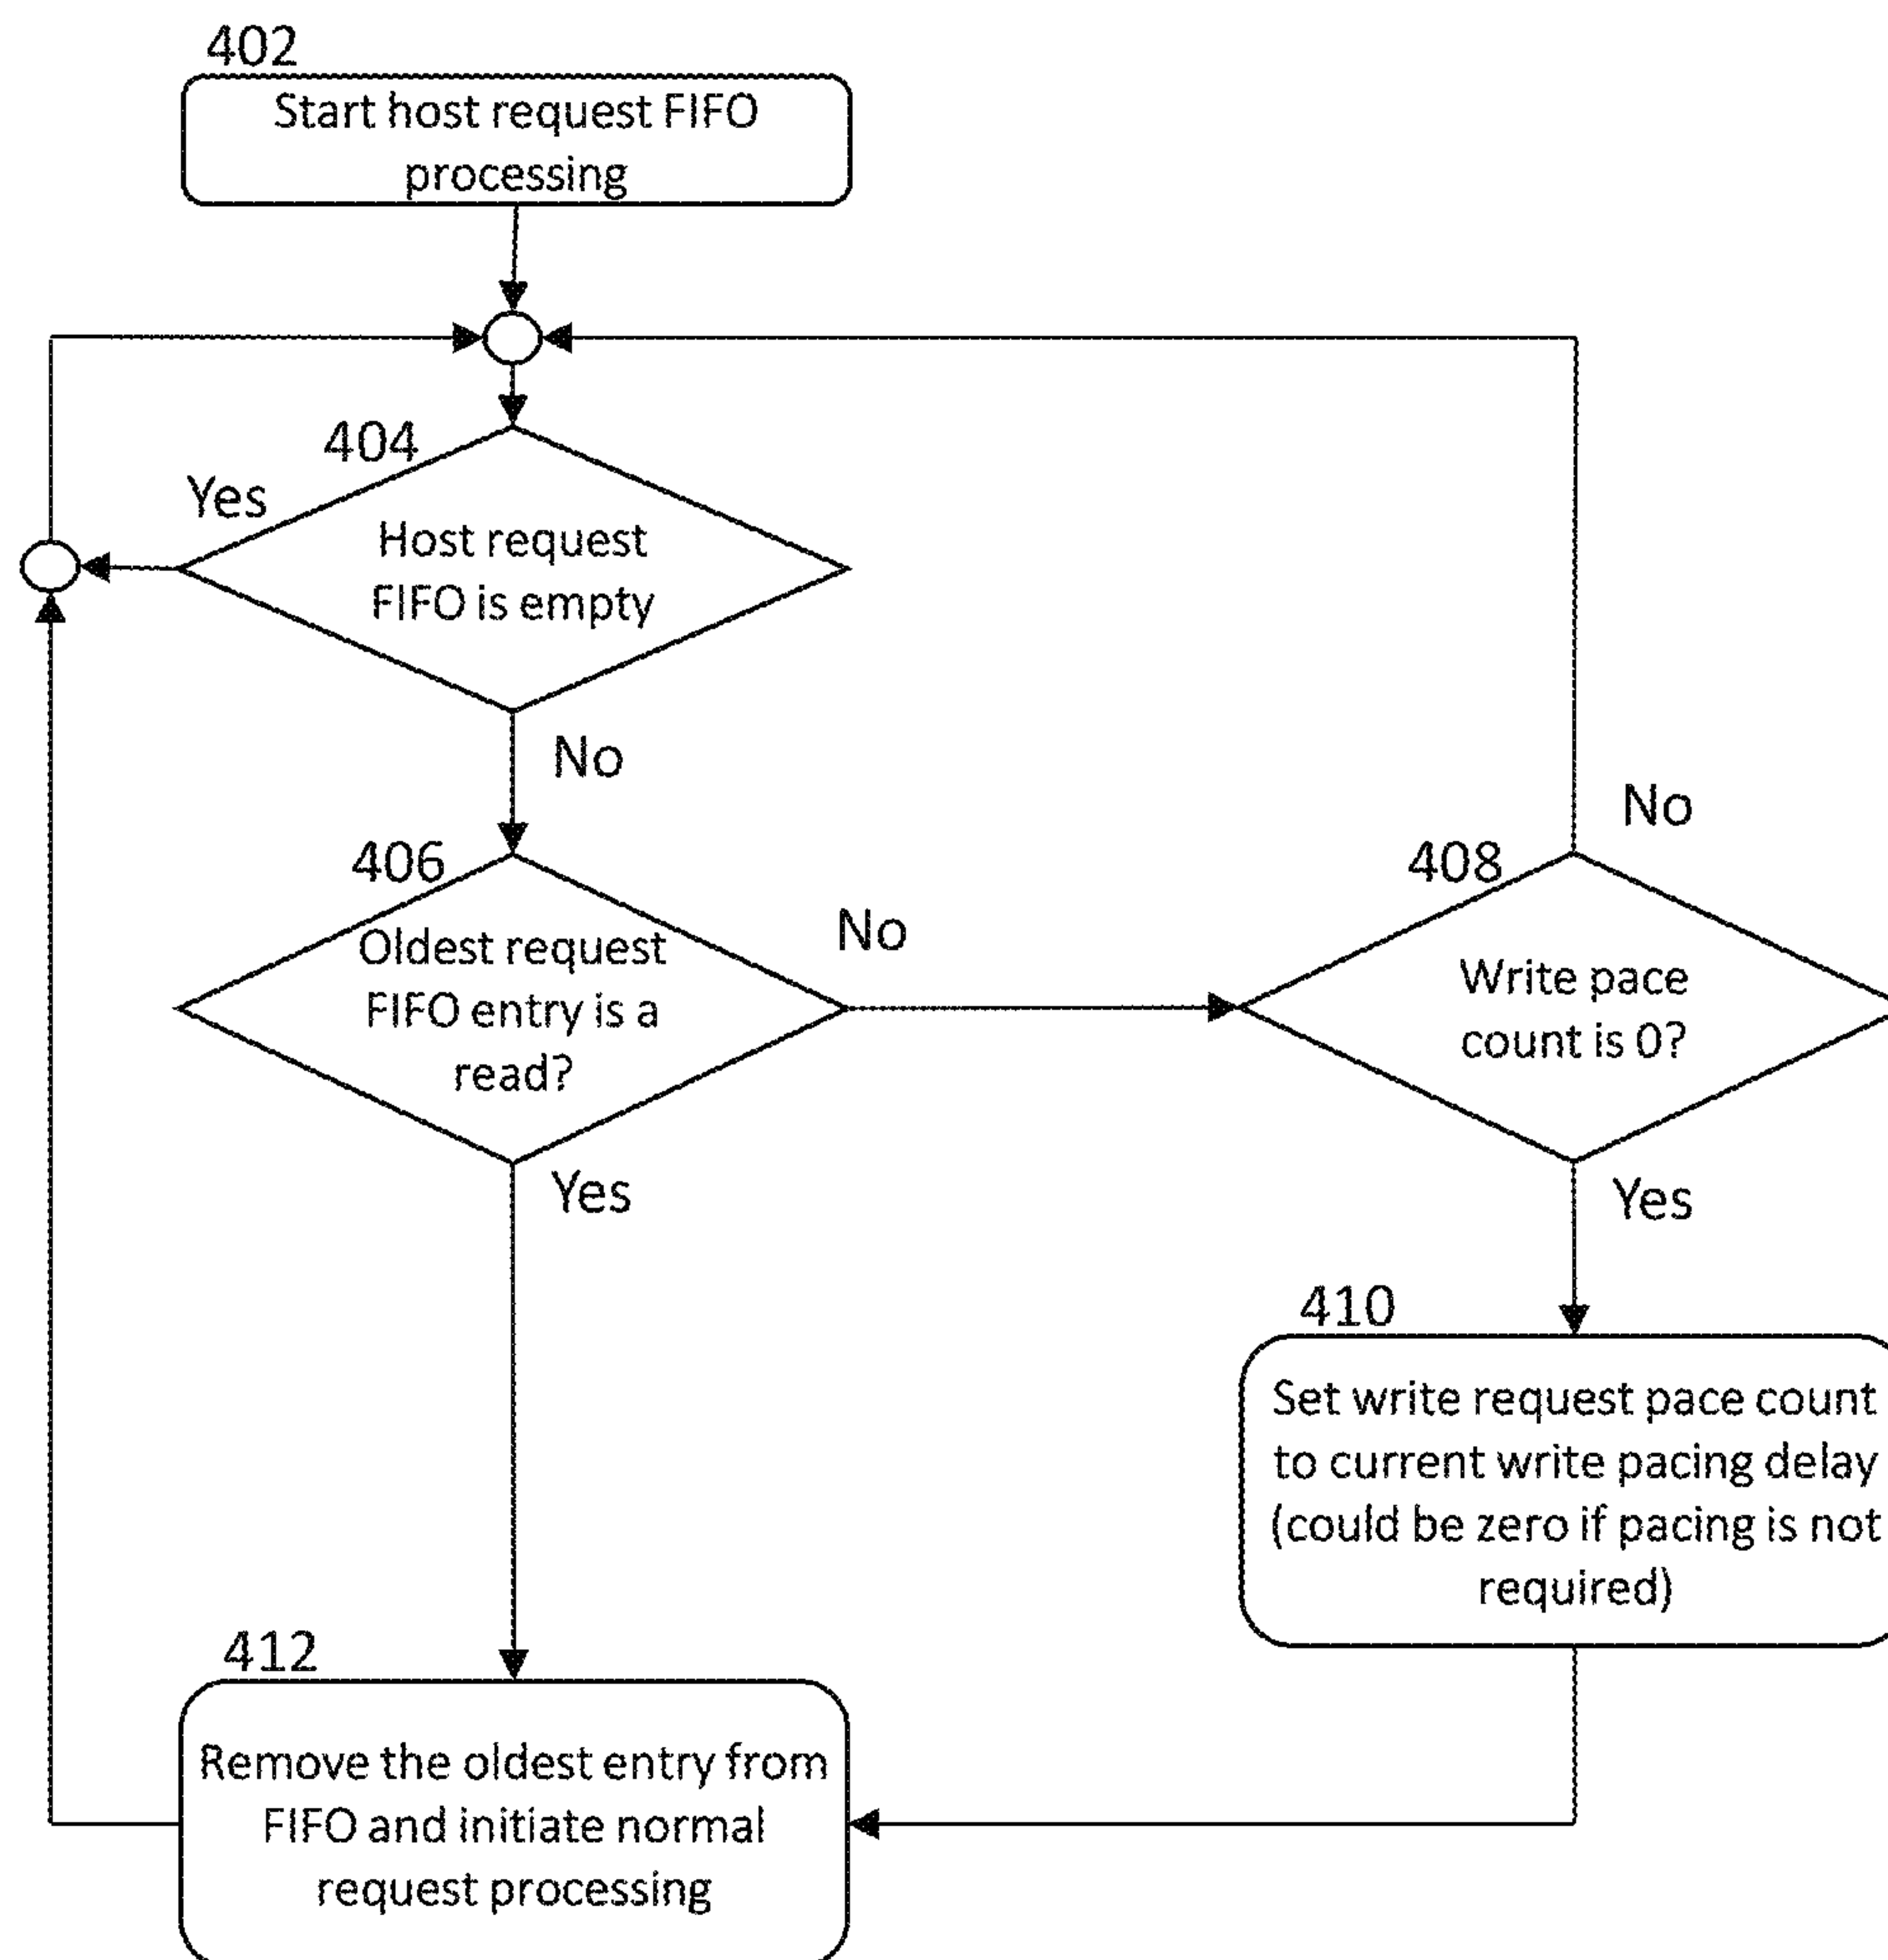 402
Start host request FIFO
processing
404
Yes
Host request
FIFO is empty
No
406
Oldest request
FIFO entry is a
read?
No
408
No
Write pace
count is 0?
Yes
Yes
410
Set write request pace count
to current write pacing delay
(could be zero if pacing is not
required)
412
Remove the oldest entry from
FIFO and initiate normal
request processing